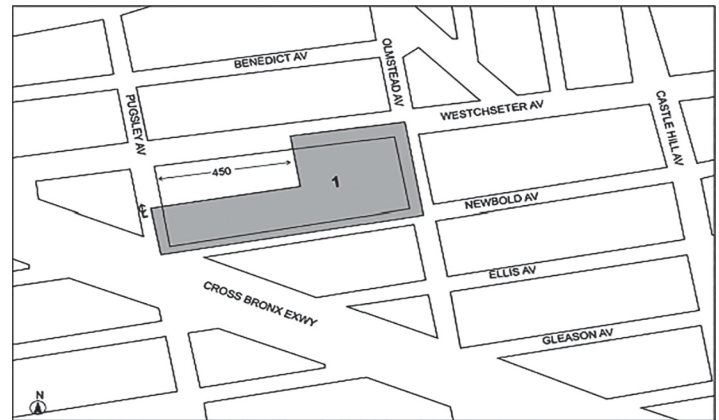 BENEDICT AV
OLMSTEAD AV
PUGSLEY AV
WESTCHSETER AV
CASTLE HILL AV
450
1
NEWBOLD AV
℄
ELLIS AV
CROSS BRONX EXWY
GLEASON AV
N